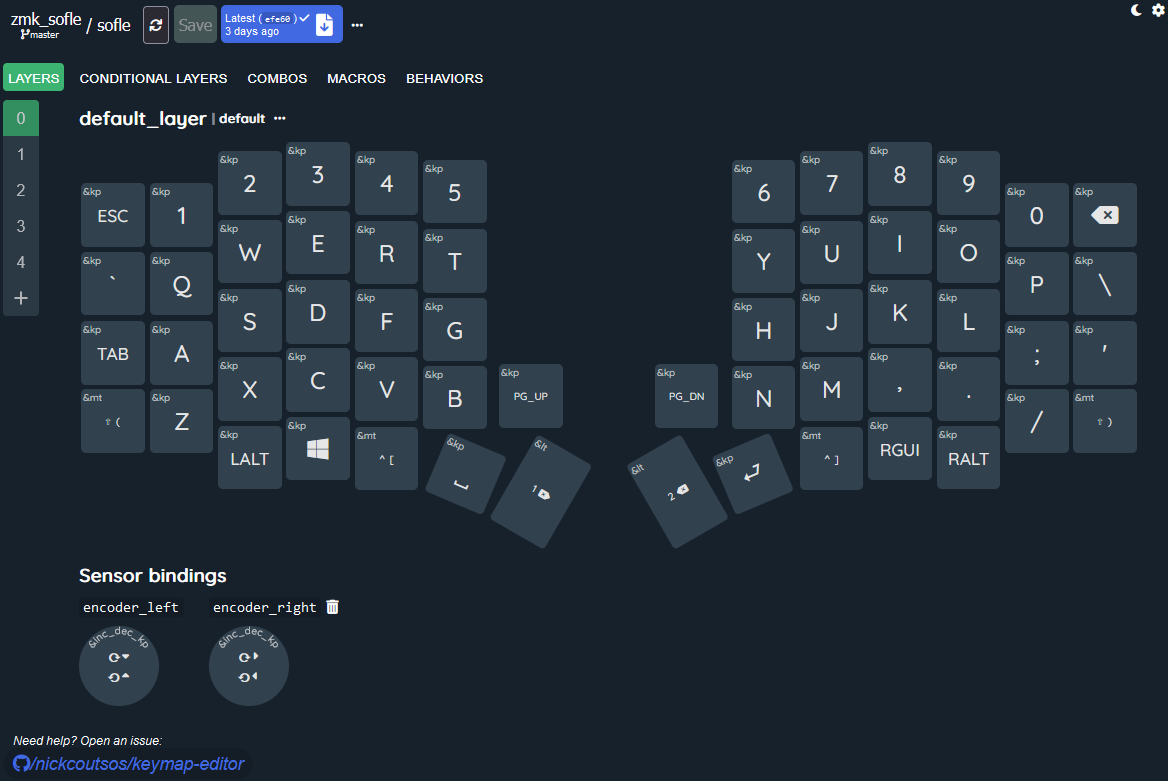 zmk_sofle / sofle
master
Save
Latest ( efe60 )
3 days ago
LAYERS CONDITIONAL LAYERS COMBOS MACROS BEHAVIORS
0
1
2
3
4
+
default_layer | default
&kp ESC
&kp 1
&kp 2
&kp 3
&kp 4
&kp 5
&kp 6
&kp 7
&kp 8
&kp 9
&kp 0
&kp
&kp `
&kp Q
&kp W
&kp E
&kp R
&kp T
&kp Y
&kp U
&kp I
&kp O
&kp P
&kp \
&kp TAB
&kp A
&kp S
&kp D
&kp F
&kp G
&kp H
&kp J
&kp K
&kp L
&kp ;
&kp '
&mt ⇧ (
&kp Z
&kp X
&kp C
&kp V
&kp B
&kp PG_UP
&kp PG_DN
&kp N
&kp M
&kp ,
&kp .
&kp /
&mt ⇧ )
&kp LALT
&kp
&mt ^ [
&kp
&lt 1
&lt 2
&kp
&mt ^ ]
&kp RGUI
&kp RALT
Sensor bindings
encoder_left encoder_right
&inc_dec_kp &inc_dec_kp
Need help? Open an issue:
/nickcoutsos/keymap-editor